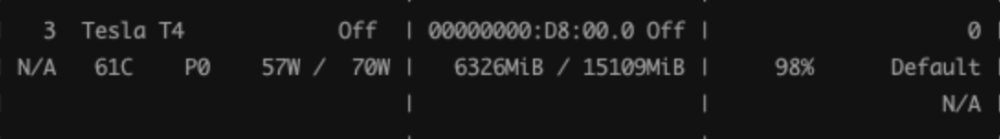 3 Tesla T4 Off | 00000000:D8:00.0 Off | 0
N/A 61C P0 57W / 70W | 6326MiB / 15109MiB | 98% Default
| | N/A